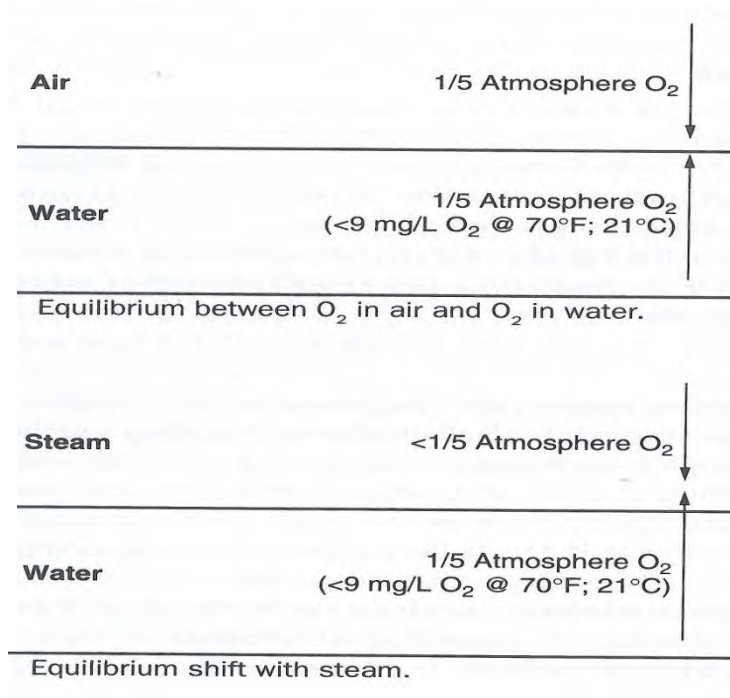 Air
1/5 Atmosphere O₂
Water
1/5 Atmosphere O₂
(<9 mg/L O₂ @ 70°F; 21°C)
Equilibrium between O₂ in air and O₂ in water.
Steam
<1/5 Atmosphere O₂
Water
1/5 Atmosphere O₂
(<9 mg/L O₂ @ 70°F; 21°C)
Equilibrium shift with steam.